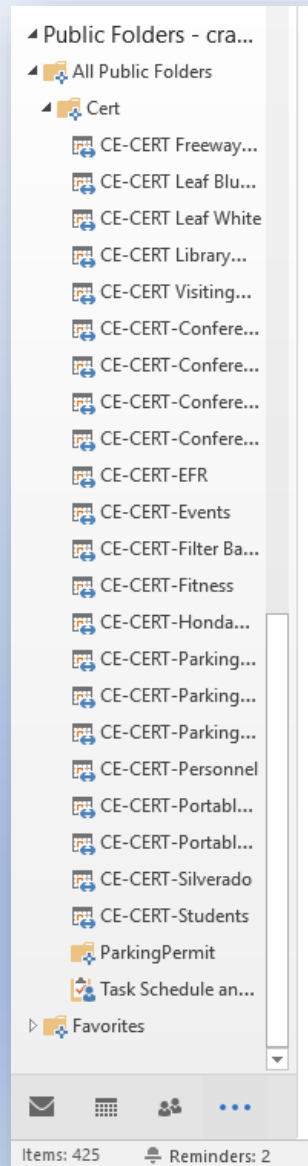 Public Folders - cra...
All Public Folders
Cert
CE-CERT Freeway...
CE-CERT Leaf Blu...
CE-CERT Leaf White
CE-CERT Library...
CE-CERT Visiting...
CE-CERT-Confere...
CE-CERT-Confere...
CE-CERT-Confere...
CE-CERT-Confere...
CE-CERT-EFR
CE-CERT-Events
CE-CERT-Filter Ba...
CE-CERT-Fitness
CE-CERT-Honda...
CE-CERT-Parking...
CE-CERT-Parking...
CE-CERT-Parking...
CE-CERT-Personnel
CE-CERT-Portabl...
CE-CERT-Portabl...
CE-CERT-Silverado
CE-CERT-Students
ParkingPermit
Task Schedule an...
Favorites
Items: 425 Reminders: 2